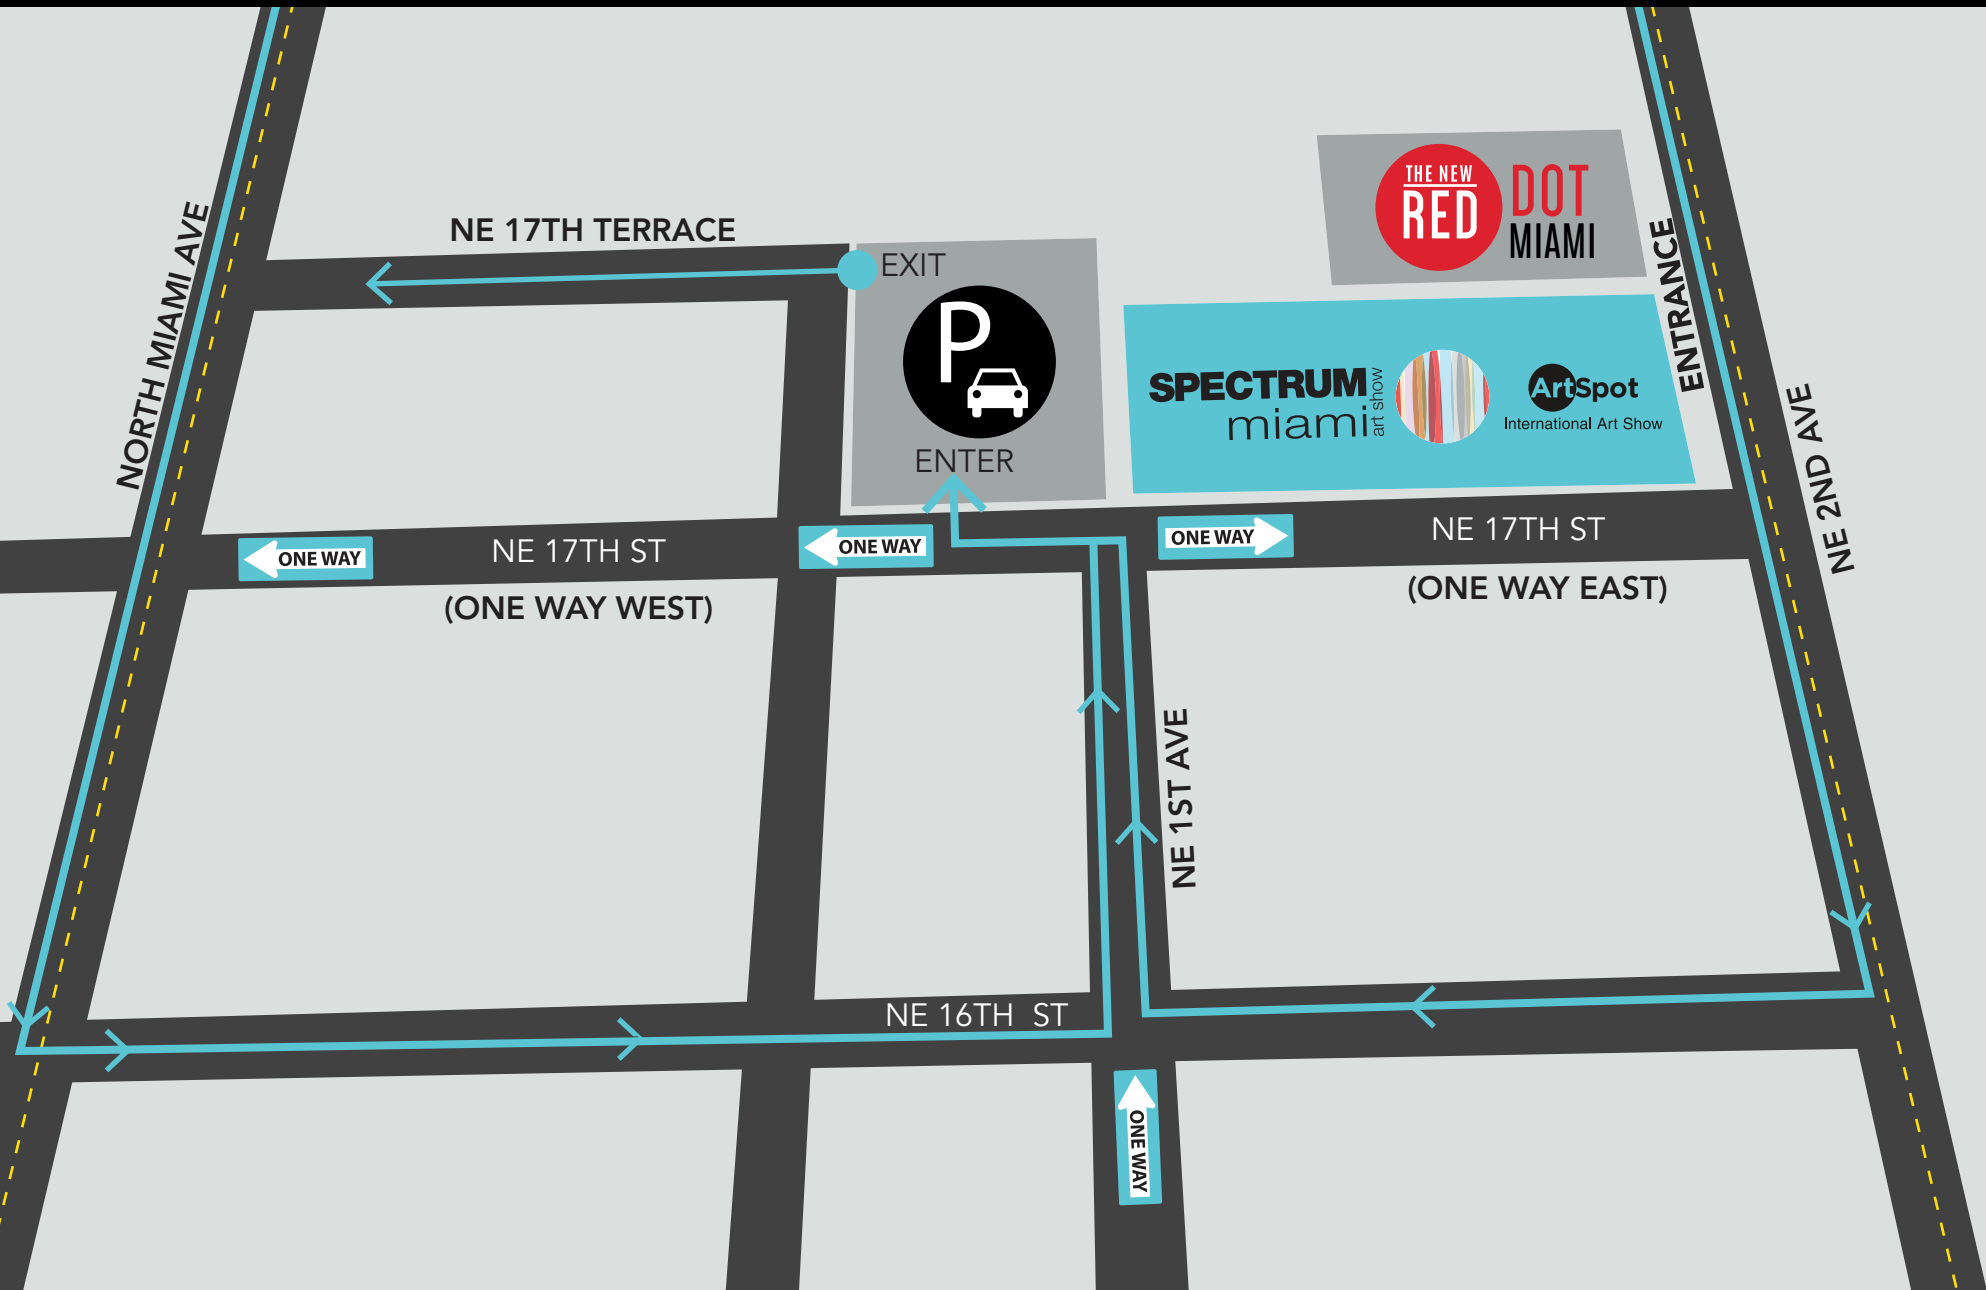 THE NEW
RED
DOT
MIAMI
NORTH MIAMI AVE
NE 17TH TERRACE
EXIT
P
ENTER
ENTRANCE
SPECTRUM
miami
art show
ArtSpot
International Art Show
NE 2ND AVE
ONE WAY
NE 17TH ST
ONE WAY
ONE WAY
NE 17TH ST
(ONE WAY WEST)
(ONE WAY EAST)
NE 1ST AVE
NE 16TH ST
ONE WAY